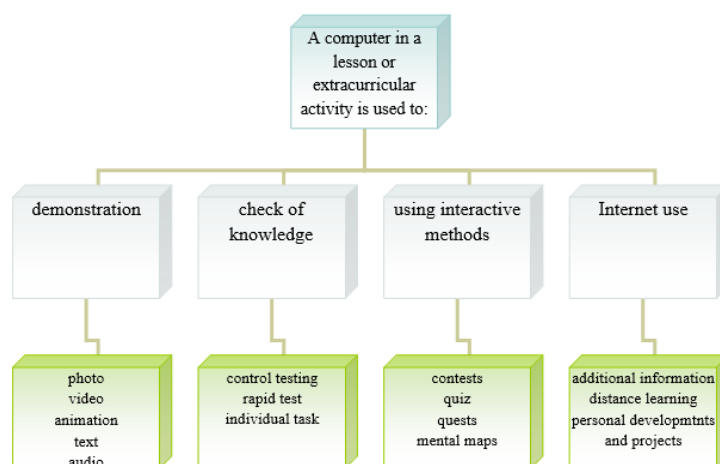 A computer in a
lesson or
extracurricular
activity is used to:
demonstration
check of
knowledge
using interactive
methods
Internet use
photo
video
animation
text
audio
control testing
rapid test
individual task
contests
quiz
quests
mental maps
additional information
distance learning
personal developmtnts
and projects